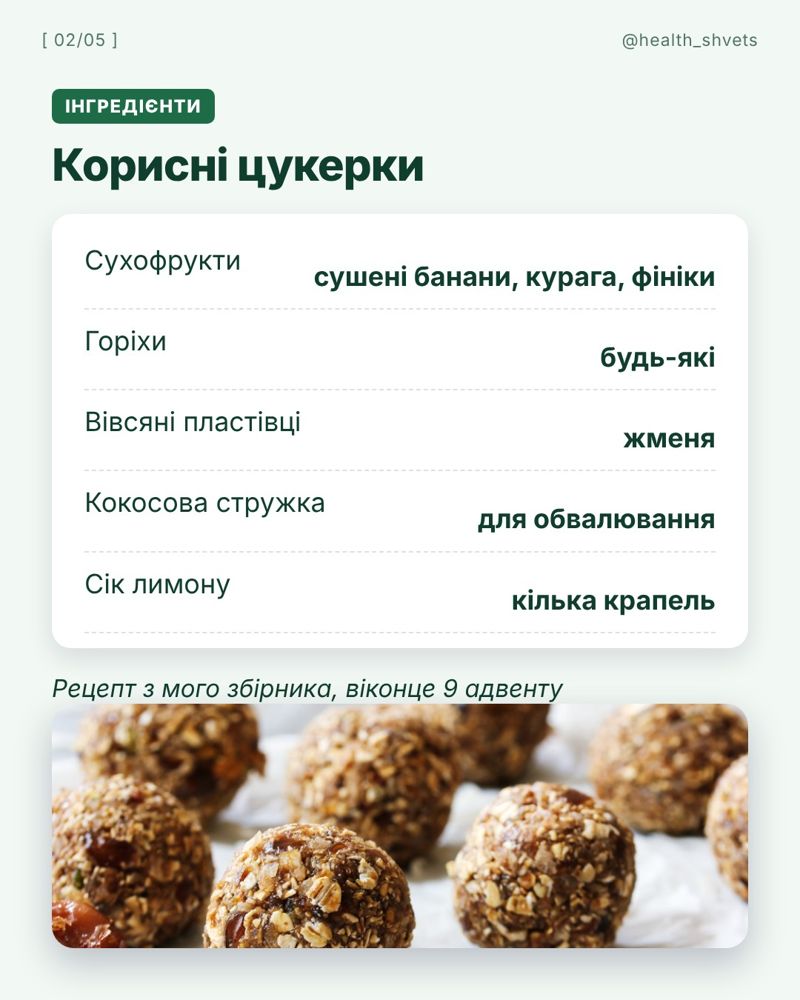 [ 02/05 ]
@health_shvets
ІНГРЕДІЄНТИ
Корисні цукерки
Сухофрукти
сушені банани, курага, фініки
Горіхи
будь-які
Вівсяні пластівці
жменя
Кокосова стружка
для обвалювання
Сік лимону
кілька крапель
Рецепт з мого збірника, віконце 9 адвенту